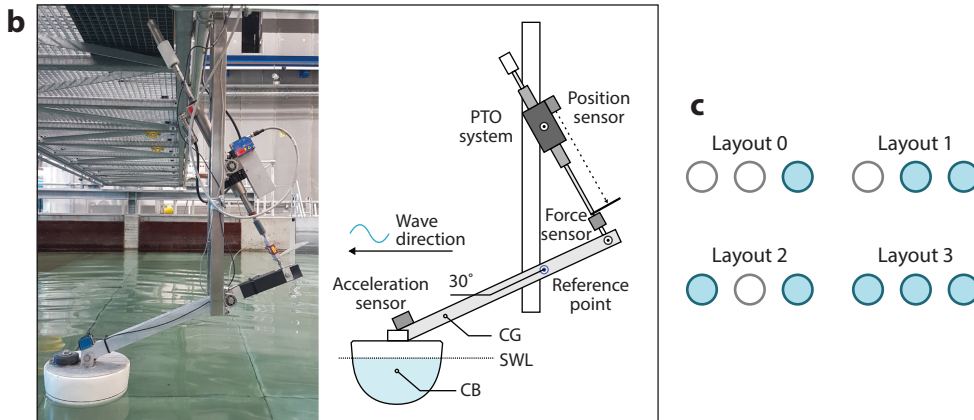 b
PTO
system
Position
sensor
Force
sensor
Wave
direction
30°
Reference
point
Acceleration
sensor
CG
SWL
CB
c
Layout 0
Layout 1
Layout 2
Layout 3